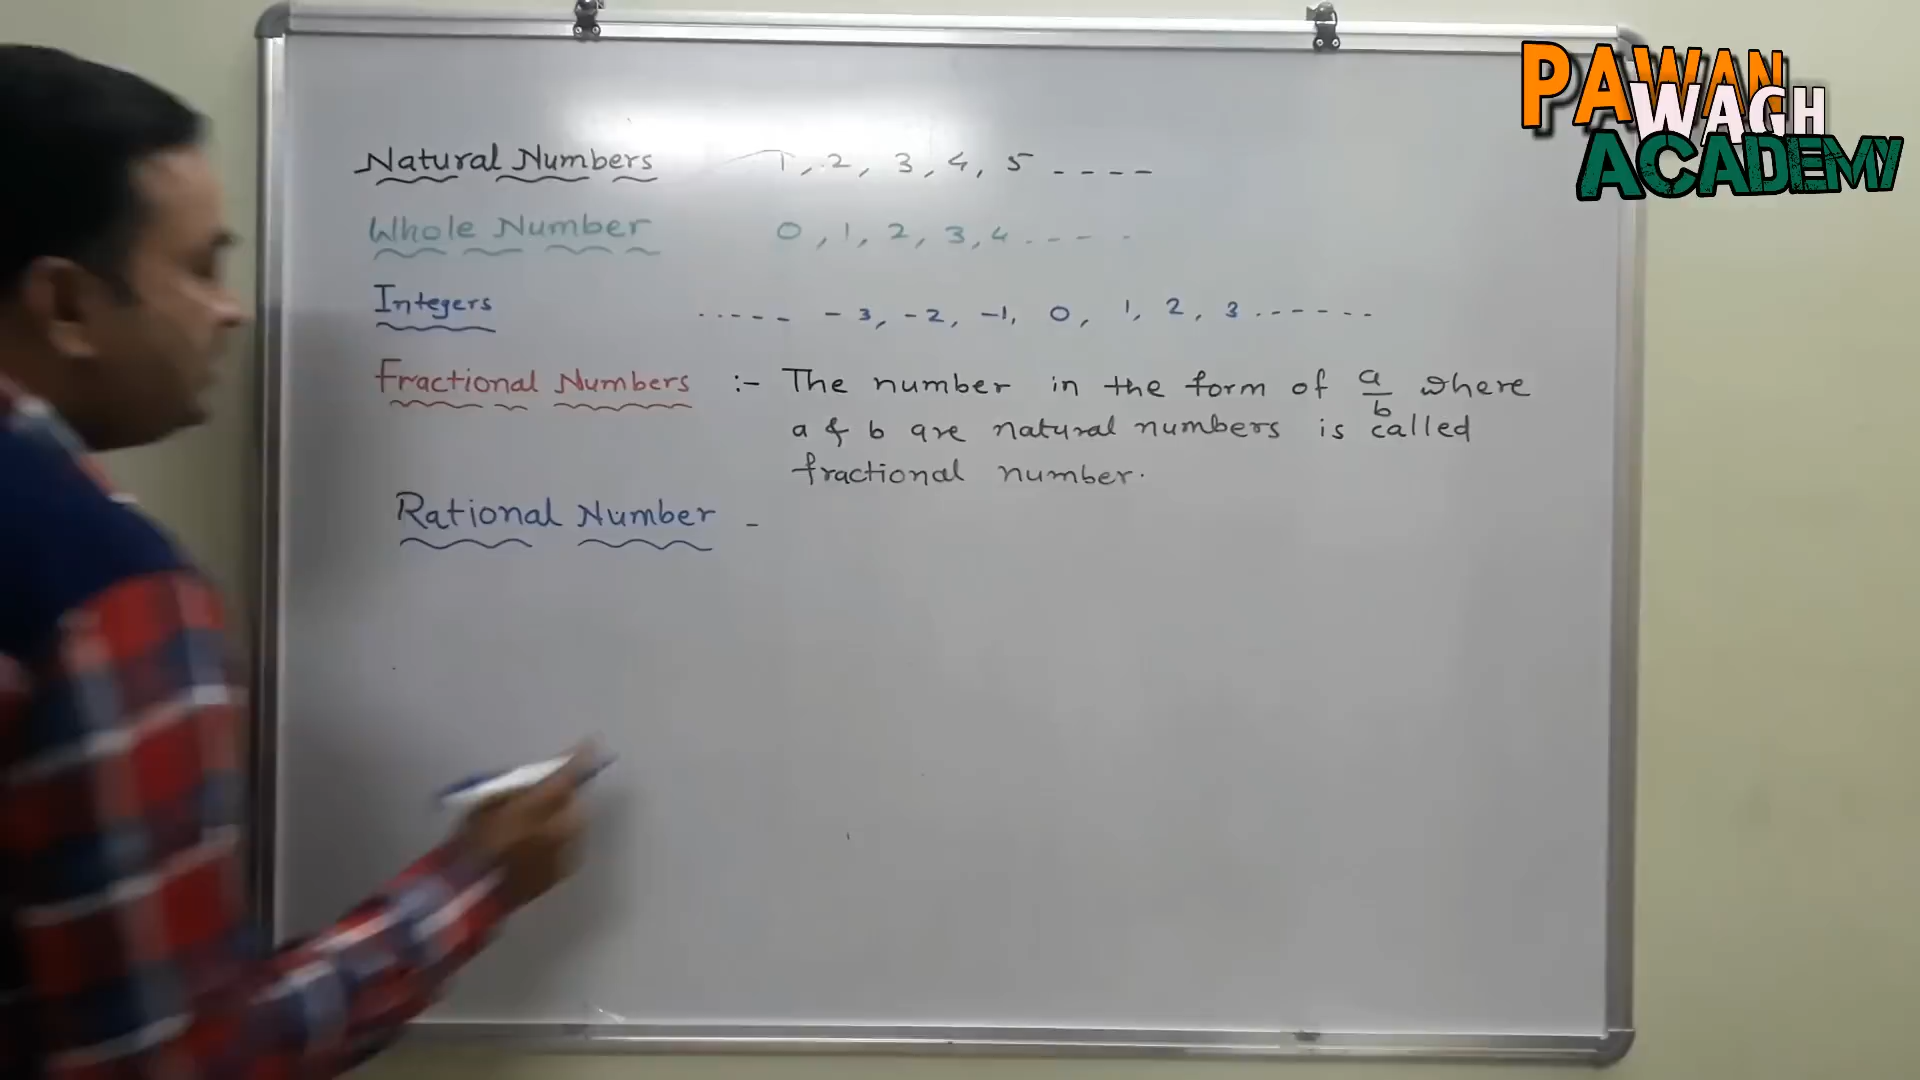 PAWAN
WAGH
ACADEMY
Natural Numbers 1, 2, 3, 4, 5 ----
Whole Number 0, 1, 2, 3, 4 ----
Integers ----- -3, -2, -1, 0, 1, 2, 3 ------
Fractional Numbers :- The number in the form of a/b where
a & b are natural numbers is called
fractional number.
Rational Number -